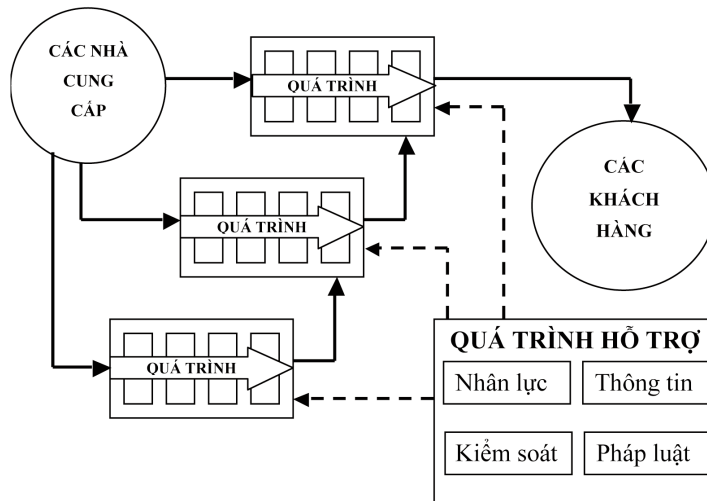 CÁC NHÀ
CUNG
CẤP
QUÁ TRÌNH
CÁC
KHÁCH
HÀNG
QUÁ TRÌNH
QUÁ TRÌNH
QUÁ TRÌNH HỖ TRỢ
Nhân lực
Thông tin
Kiểm soát
Pháp luật